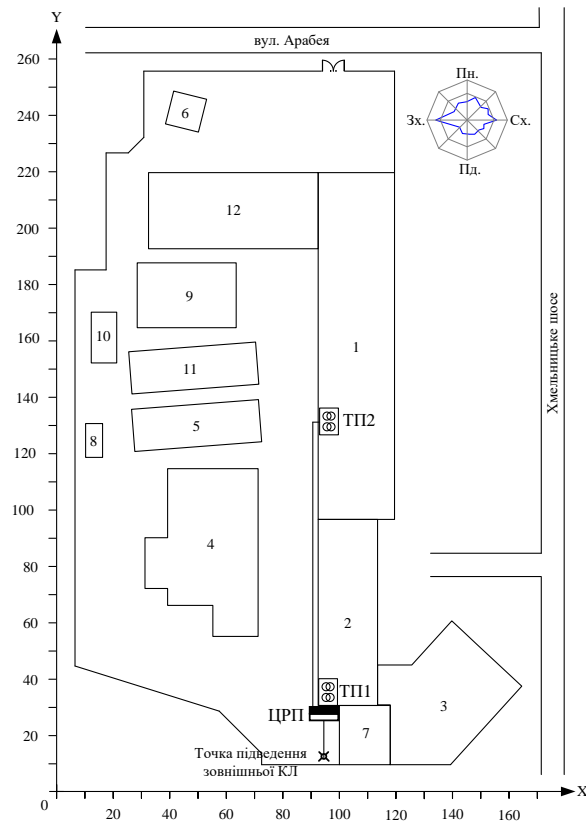 Y
вул. Арабея
260
Пн.
Зх.
Сх.
Пд.
240
6
220
200
12
180
9
160
10
1
11
Хмельницьке шосе
140
ТП2
5
8
120
100
4
80
60
2
40
ТП1
3
ЦРП
20
7
Точка підведення
зовнішньої КЛ
0
X
20
40
60
80
100
120
140
160